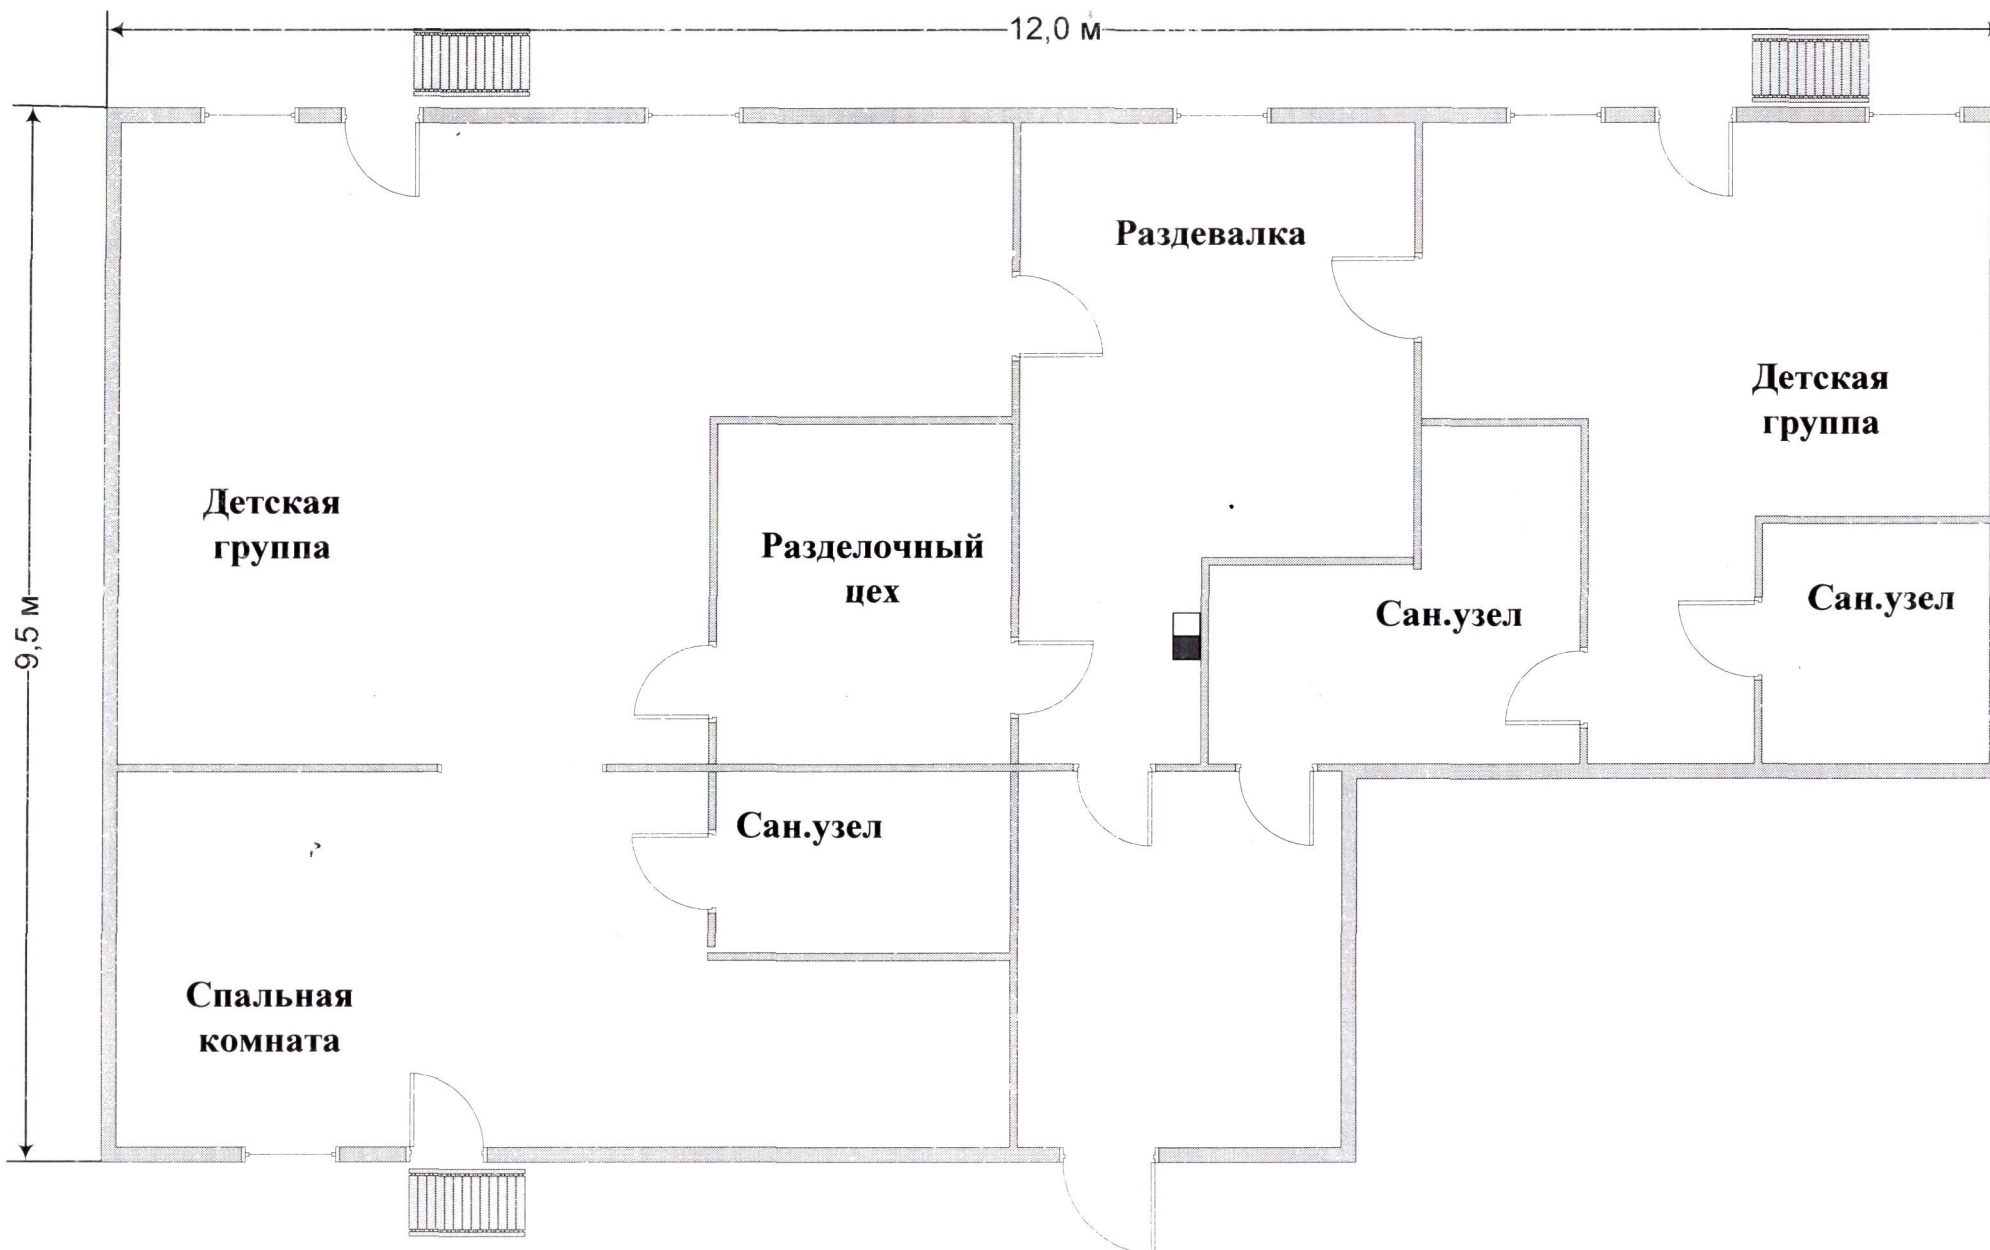 12,0 м
Раздевалка
Детская
группа
Детская
группа
Разделочный
цех
Сан.узел
Сан.узел
9,5 м
Сан.узел
Спальная
комната